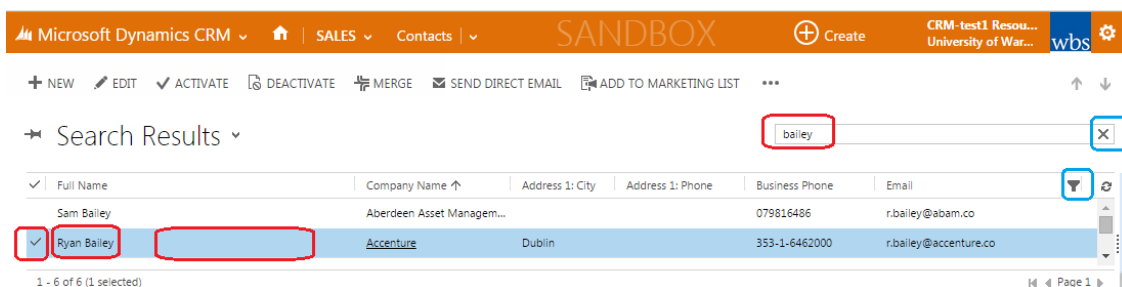 Microsoft Dynamics CRM SALES Contacts SANDBOX Create CRM-test1 Resou...
University of War... wbs
NEW EDIT ACTIVATE DEACTIVATE MERGE SEND DIRECT EMAIL ADD TO MARKETING LIST •••
Search Results bailey
Full Name Company Name Address 1: City Address 1: Phone Business Phone Email
Sam Bailey Aberdeen Asset Managem... 079816486 r.bailey@abam.co
Ryan Bailey Accenture Dublin 353-1-6462000 r.bailey@accenture.co
1 - 6 of 6 (1 selected) Page 1